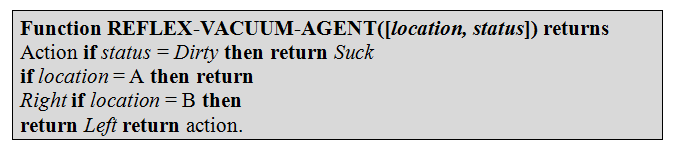 Function REFLEX-VACUUM-AGENT([location, status]) returns
Action if status = Dirty then return Suck
if location = A then return
Right if location = B then
return Left return action.